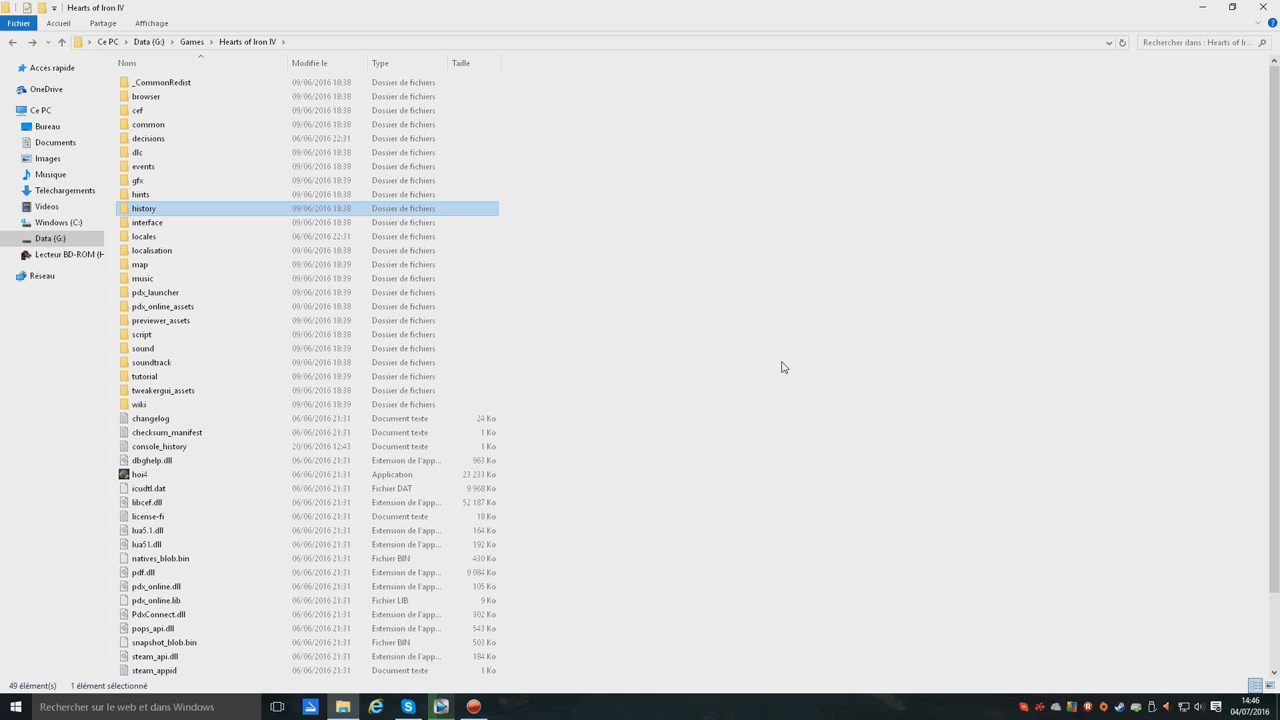 Hearts of Iron IV
Fichier Accueil Partage Affichage
Ce PC Data (G:) Games Hearts of Iron IV
Rechercher dans : Hearts of Ir...
Nom Modifié le Type Taille
Accès rapide
OneDrive
Ce PC
Bureau
Documents
Images
Musique
Téléchargements
Vidéos
Windows (C:)
Data (G:)
Lecteur BD-ROM (H
Réseau
_CommonRedist 09/06/2016 18:38 Dossier de fichiers
browser 09/06/2016 18:38 Dossier de fichiers
cef 09/06/2016 18:38 Dossier de fichiers
common 09/06/2016 18:38 Dossier de fichiers
decisions 06/06/2016 22:31 Dossier de fichiers
dlc 09/06/2016 18:38 Dossier de fichiers
events 09/06/2016 18:38 Dossier de fichiers
gfx 09/06/2016 18:39 Dossier de fichiers
hints 09/06/2016 18:38 Dossier de fichiers
history 09/06/2016 18:38 Dossier de fichiers
interface 09/06/2016 18:38 Dossier de fichiers
locales 06/06/2016 22:31 Dossier de fichiers
localisation 09/06/2016 18:38 Dossier de fichiers
map 09/06/2016 18:39 Dossier de fichiers
music 09/06/2016 18:38 Dossier de fichiers
pdx_launcher 09/06/2016 18:39 Dossier de fichiers
pdx_online_assets 09/06/2016 18:38 Dossier de fichiers
previewer_assets 09/06/2016 18:39 Dossier de fichiers
script 09/06/2016 18:38 Dossier de fichiers
sound 09/06/2016 18:39 Dossier de fichiers
soundtrack 09/06/2016 18:38 Dossier de fichiers
tutorial 09/06/2016 18:39 Dossier de fichiers
tweakergui_assets 09/06/2016 18:38 Dossier de fichiers
wiki 09/06/2016 18:39 Dossier de fichiers
changelog 06/06/2016 21:31 Document texte 24 Ko
checksum_manifest 06/06/2016 21:31 Document texte 1 Ko
console_history 20/06/2016 12:43 Document texte 1 Ko
dbghelp.dll 06/06/2016 21:31 Extension de l'app... 963 Ko
hoi4 06/06/2016 21:31 Application 23 233 Ko
icudtl.dat 06/06/2016 21:31 Fichier DAT 9 968 Ko
libcef.dll 06/06/2016 21:31 Extension de l'app... 52 187 Ko
license-fi 06/06/2016 21:31 Document texte 18 Ko
lua5.1.dll 06/06/2016 21:31 Extension de l'app... 164 Ko
lua51.dll 06/06/2016 21:31 Extension de l'app... 192 Ko
natives_blob.bin 06/06/2016 21:31 Fichier BIN 430 Ko
pdf.dll 06/06/2016 21:31 Extension de l'app... 9 084 Ko
pdx_online.dll 06/06/2016 21:31 Extension de l'app... 105 Ko
pdx_online.lib 06/06/2016 21:31 Fichier LIB 9 Ko
PdxConnect.dll 06/06/2016 21:31 Extension de l'app... 302 Ko
pops_api.dll 06/06/2016 21:31 Extension de l'app... 543 Ko
snapshot_blob.bin 06/06/2016 21:31 Fichier BIN 503 Ko
steam_api.dll 06/06/2016 21:31 Extension de l'app... 184 Ko
steam_appid 06/06/2016 21:31 Document texte 1 Ko
49 élément(s) 1 élément sélectionné
Rechercher sur le web et dans Windows
14:46
04/07/2016